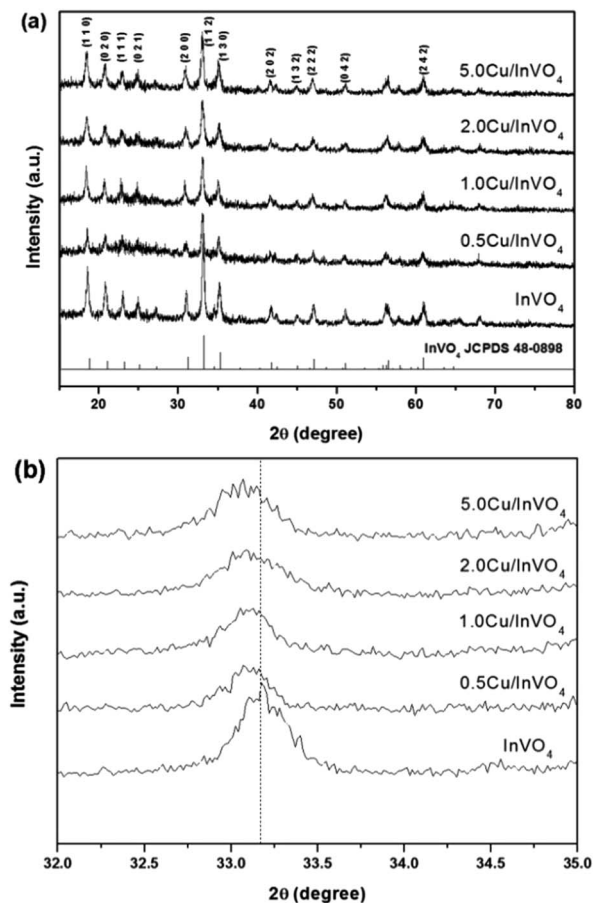 (a)
(1 1 0)
(0 2 0)
(1 1 1)
(0 2 1)
(2 0 0)
(1 1 2)
(1 3 0)
(2 0 2)
(1 3 2)
(2 2 2)
(0 4 2)
(2 4 2)
5.0Cu/InVO₄
2.0Cu/InVO₄
1.0Cu/InVO₄
0.5Cu/InVO₄
InVO₄
InVO₄ JCPDS 48-0898
Intensity (a.u.)
20 30 40 50 60 70 80
2θ (degree)
(b)
5.0Cu/InVO₄
2.0Cu/InVO₄
1.0Cu/InVO₄
0.5Cu/InVO₄
InVO₄
Intensity (a.u.)
32.0 32.5 33.0 33.5 34.0 34.5 35.0
2θ (degree)